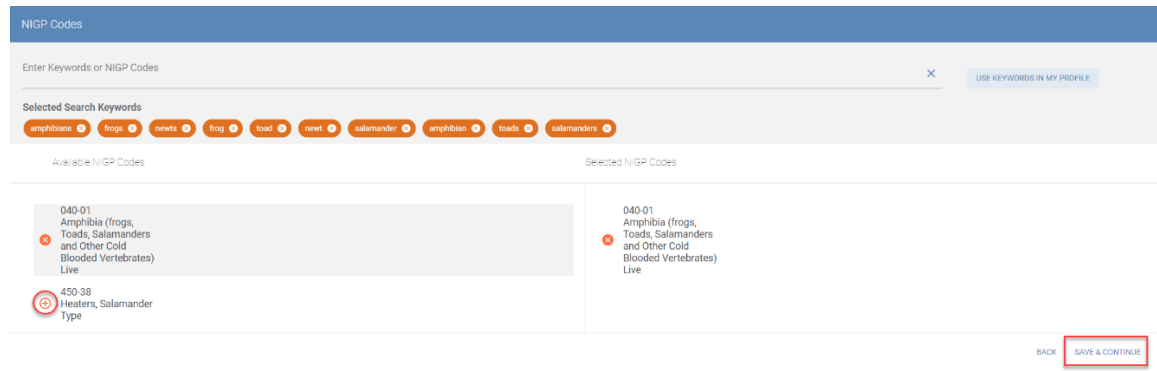 NIGP Codes
Enter Keywords or NIGP Codes
USE KEYWORDS IN MY PROFILE
Selected Search Keywords
amphibians frogs newts frog toad newt salamander amphibian toads salamanders
Available NIGP Codes
Selected NIGP Codes
040-01
Amphibia (frogs,
Toads, Salamanders
and Other Cold
Blooded Vertebrates)
Live
450-38
Heaters, Salamander
Type
040-01
Amphibia (frogs,
Toads, Salamanders
and Other Cold
Blooded Vertebrates)
Live
BACK SAVE & CONTINUE